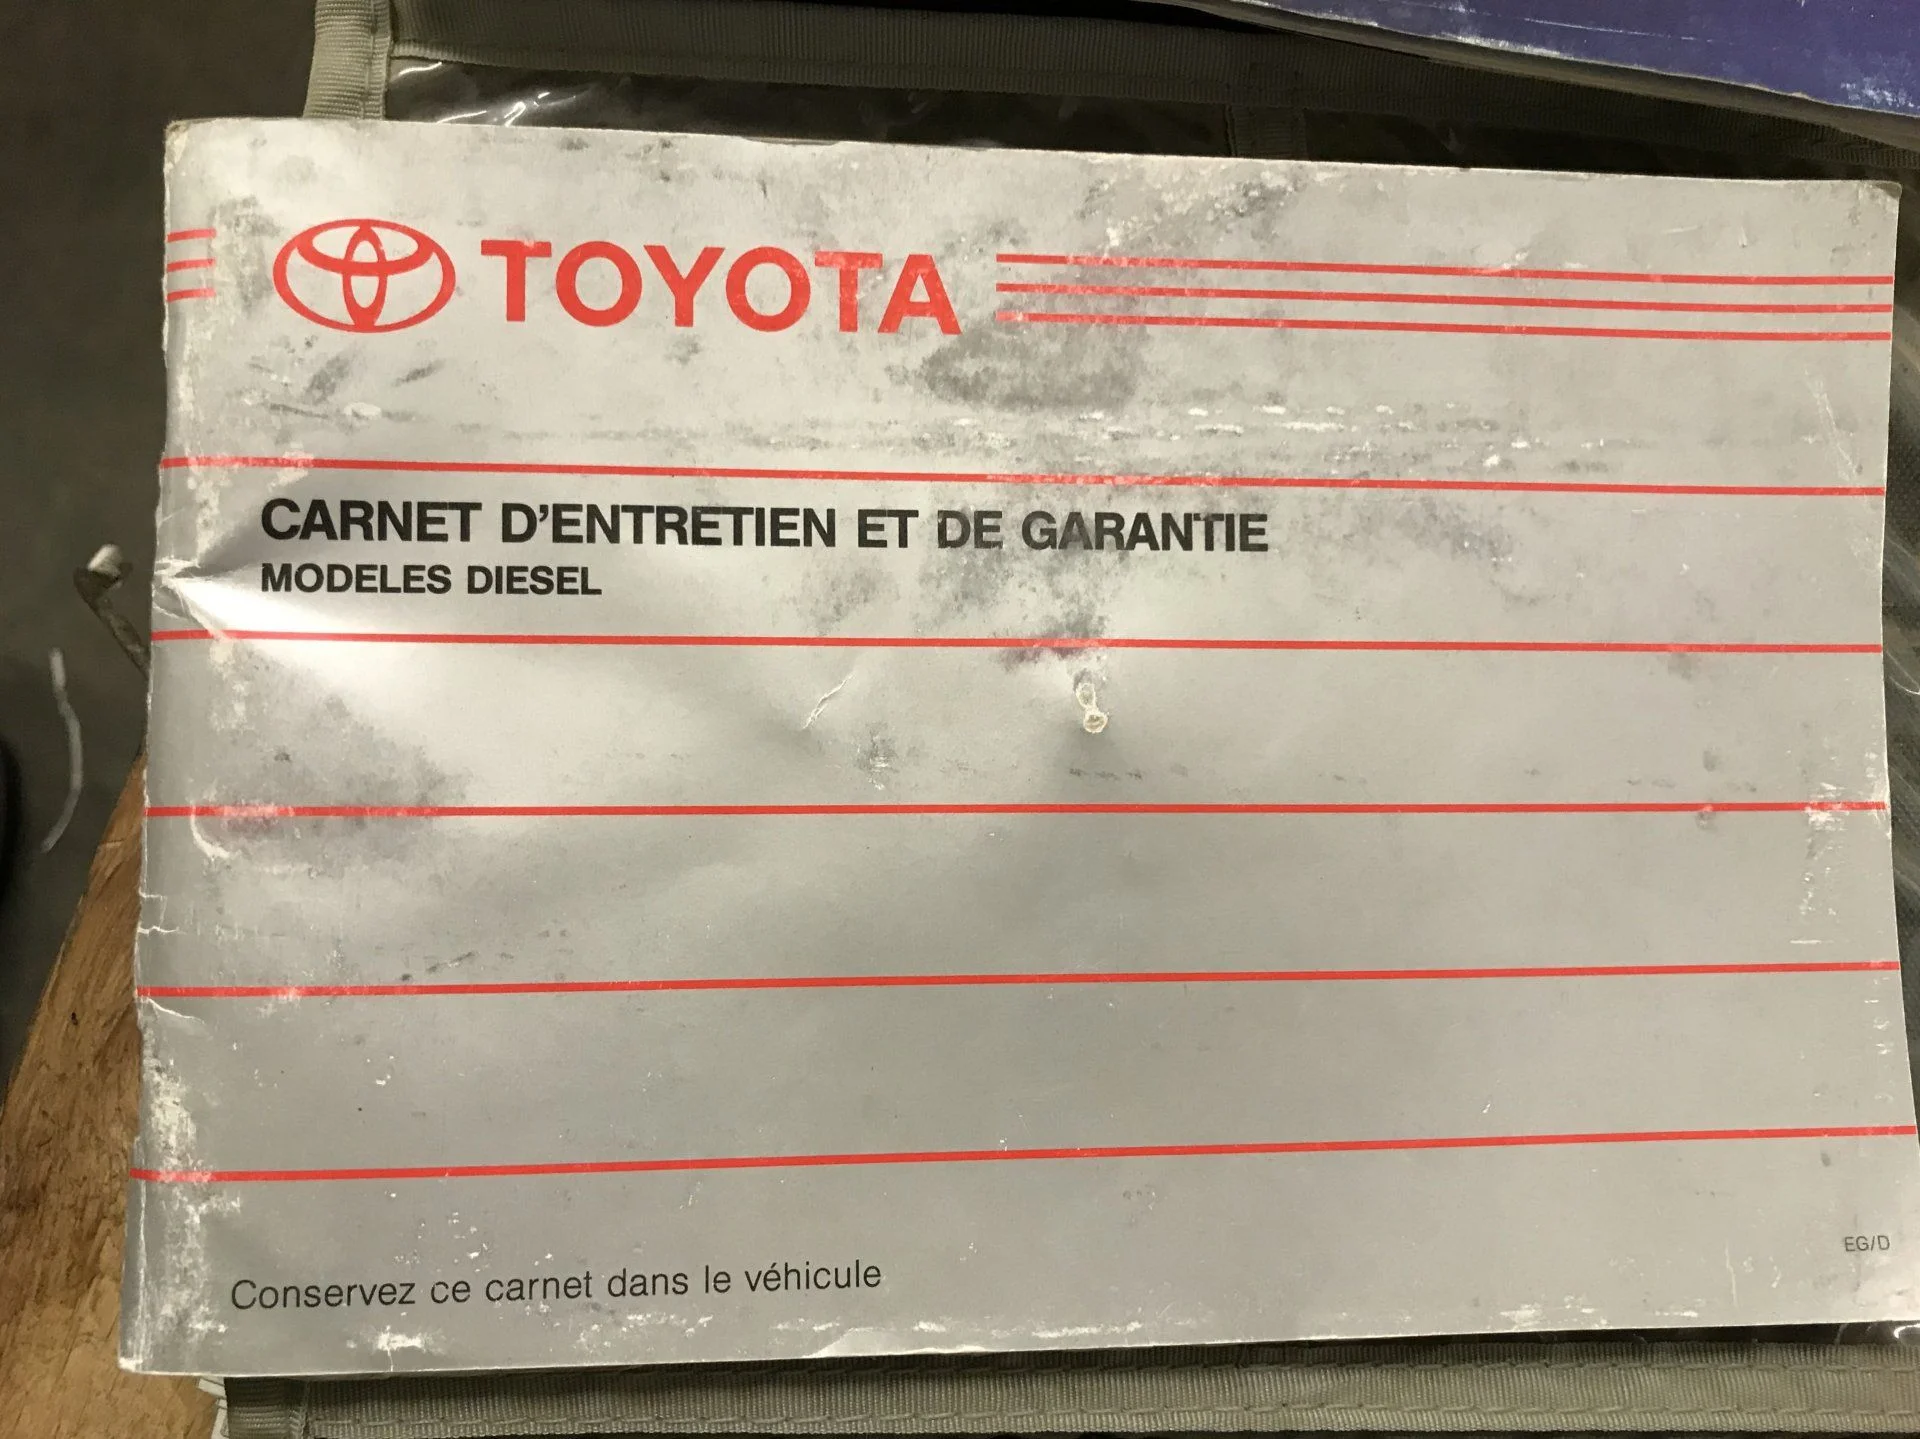 TOYOTA
CARNET D'ENTRETIEN ET DE GARANTIE
MODELES DIESEL
EG/D
Conservez ce carnet dans le véhicule